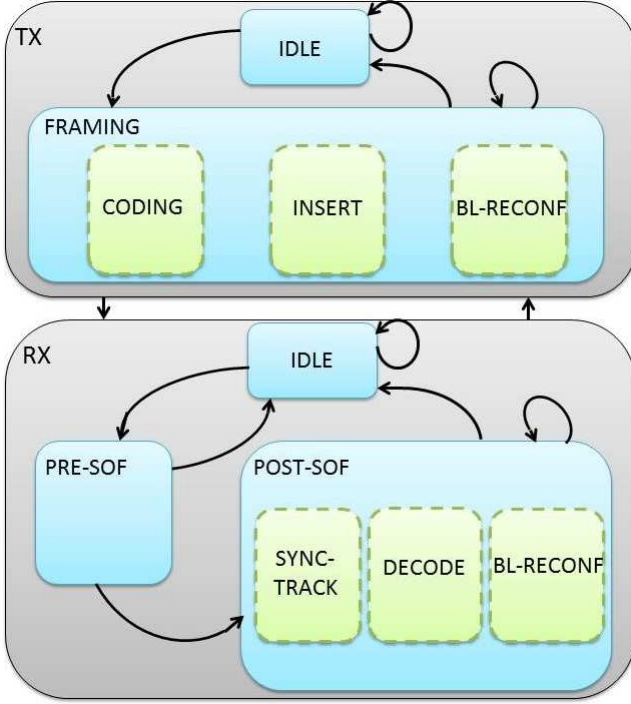 TX
IDLE
FRAMING
CODING
INSERT
BL-RECONF
RX
IDLE
PRE-SOF
POST-SOF
SYNC-
TRACK
DECODE
BL-RECONF